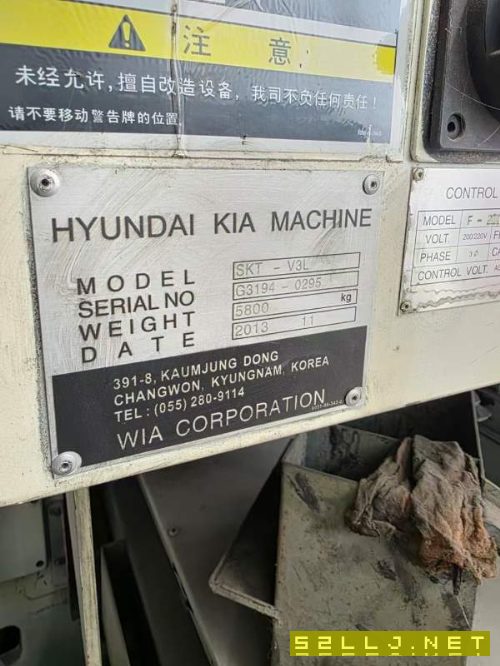 注 意
未经允许,擅自改造设备,我司不负任何责任!
请不要移动警告牌的位置
HYUNDAI KIA MACHINE
MODEL SKT - V3L
SERIAL NO G3194 - 0295
WEIGHT 5800 kg
DATE 2013 11
391-8, KAUMJUNG DONG
CHANGWON, KYUNGNAM, KOREA
TEL : (055) 280-9114
WIA CORPORATION
CONTROL
MODEL F -
VOLT. 200/220V
PHASE 3 Ø
CONTROL VOLT.
52LLJ.NET